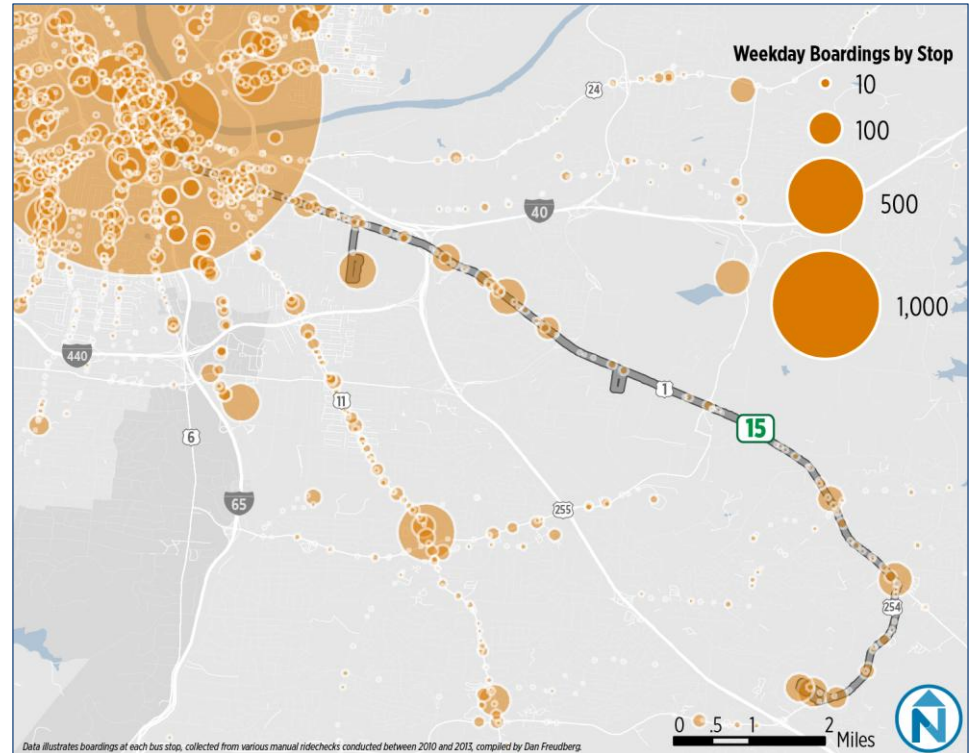 Weekday Boardings by Stop
10
100
500
1,000
24
40
440
11
1
15
6
65
255
254
0 .5 1 2
Miles
N
Data illustrates boardings at each bus stop, collected from various manual ridechecks conducted between 2010 and 2013, compiled by Dan Freudberg.